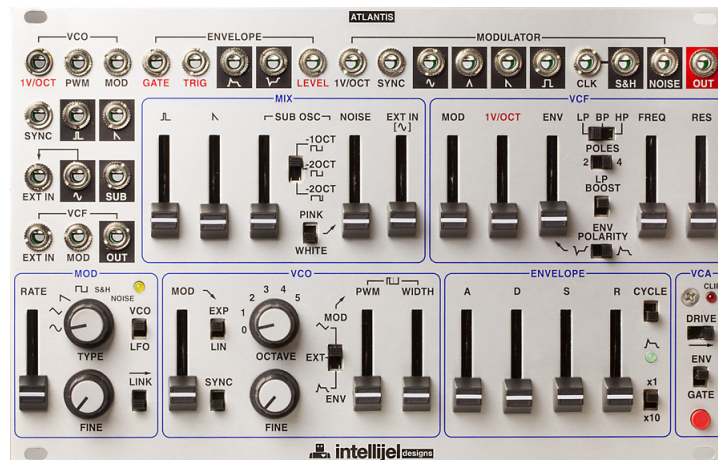 ATLANTIS
VCO ENVELOPE MODULATOR
1V/OCT PWM MOD GATE TRIG LEVEL 1V/OCT SYNC CLK S&H NOISE OUT
SYNC
EXT IN SUB
VCF
EXT IN MOD OUT
MIX
SUB OSC NOISE EXT IN
-1OCT
-2OCT
-2OCT
PINK
WHITE
VCF
MOD 1V/OCT ENV LP BP HP FREQ RES
POLES
2 4
LP
BOOST
ENV
POLARITY
MOD
RATE S&H
NOISE
VCO
LFO
TYPE
LINK
FINE
VCO
MOD EXP
LIN
0 1 2 3 4 5
OCTAVE
SYNC
FINE
MOD
EXT
ENV
PWM WIDTH
ENVELOPE
A D S R CYCLE
x1
x10
VCA
CLIP
DRIVE
ENV
GATE
intellijel designs